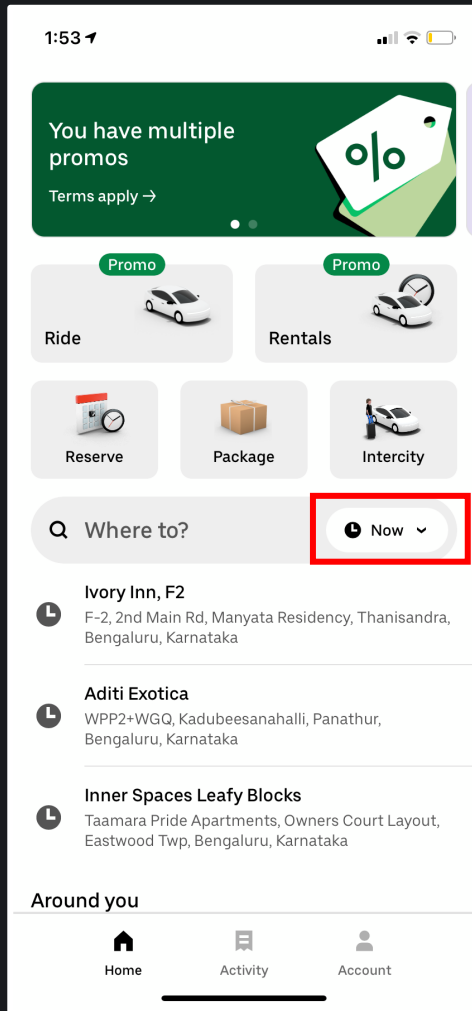 1:53
You have multiple
promos
Terms apply →
%
Promo
Promo
Ride
Rentals
Reserve
Package
Intercity
Where to?
Now
Ivory Inn, F2
F-2, 2nd Main Rd, Manyata Residency, Thanisandra,
Bengaluru, Karnataka
Aditi Exotica
WPP2+WGQ, Kadubeesanahalli, Panathur,
Bengaluru, Karnataka
Inner Spaces Leafy Blocks
Taamara Pride Apartments, Owners Court Layout,
Eastwood Twp, Bengaluru, Karnataka
Around you
Home
Activity
Account